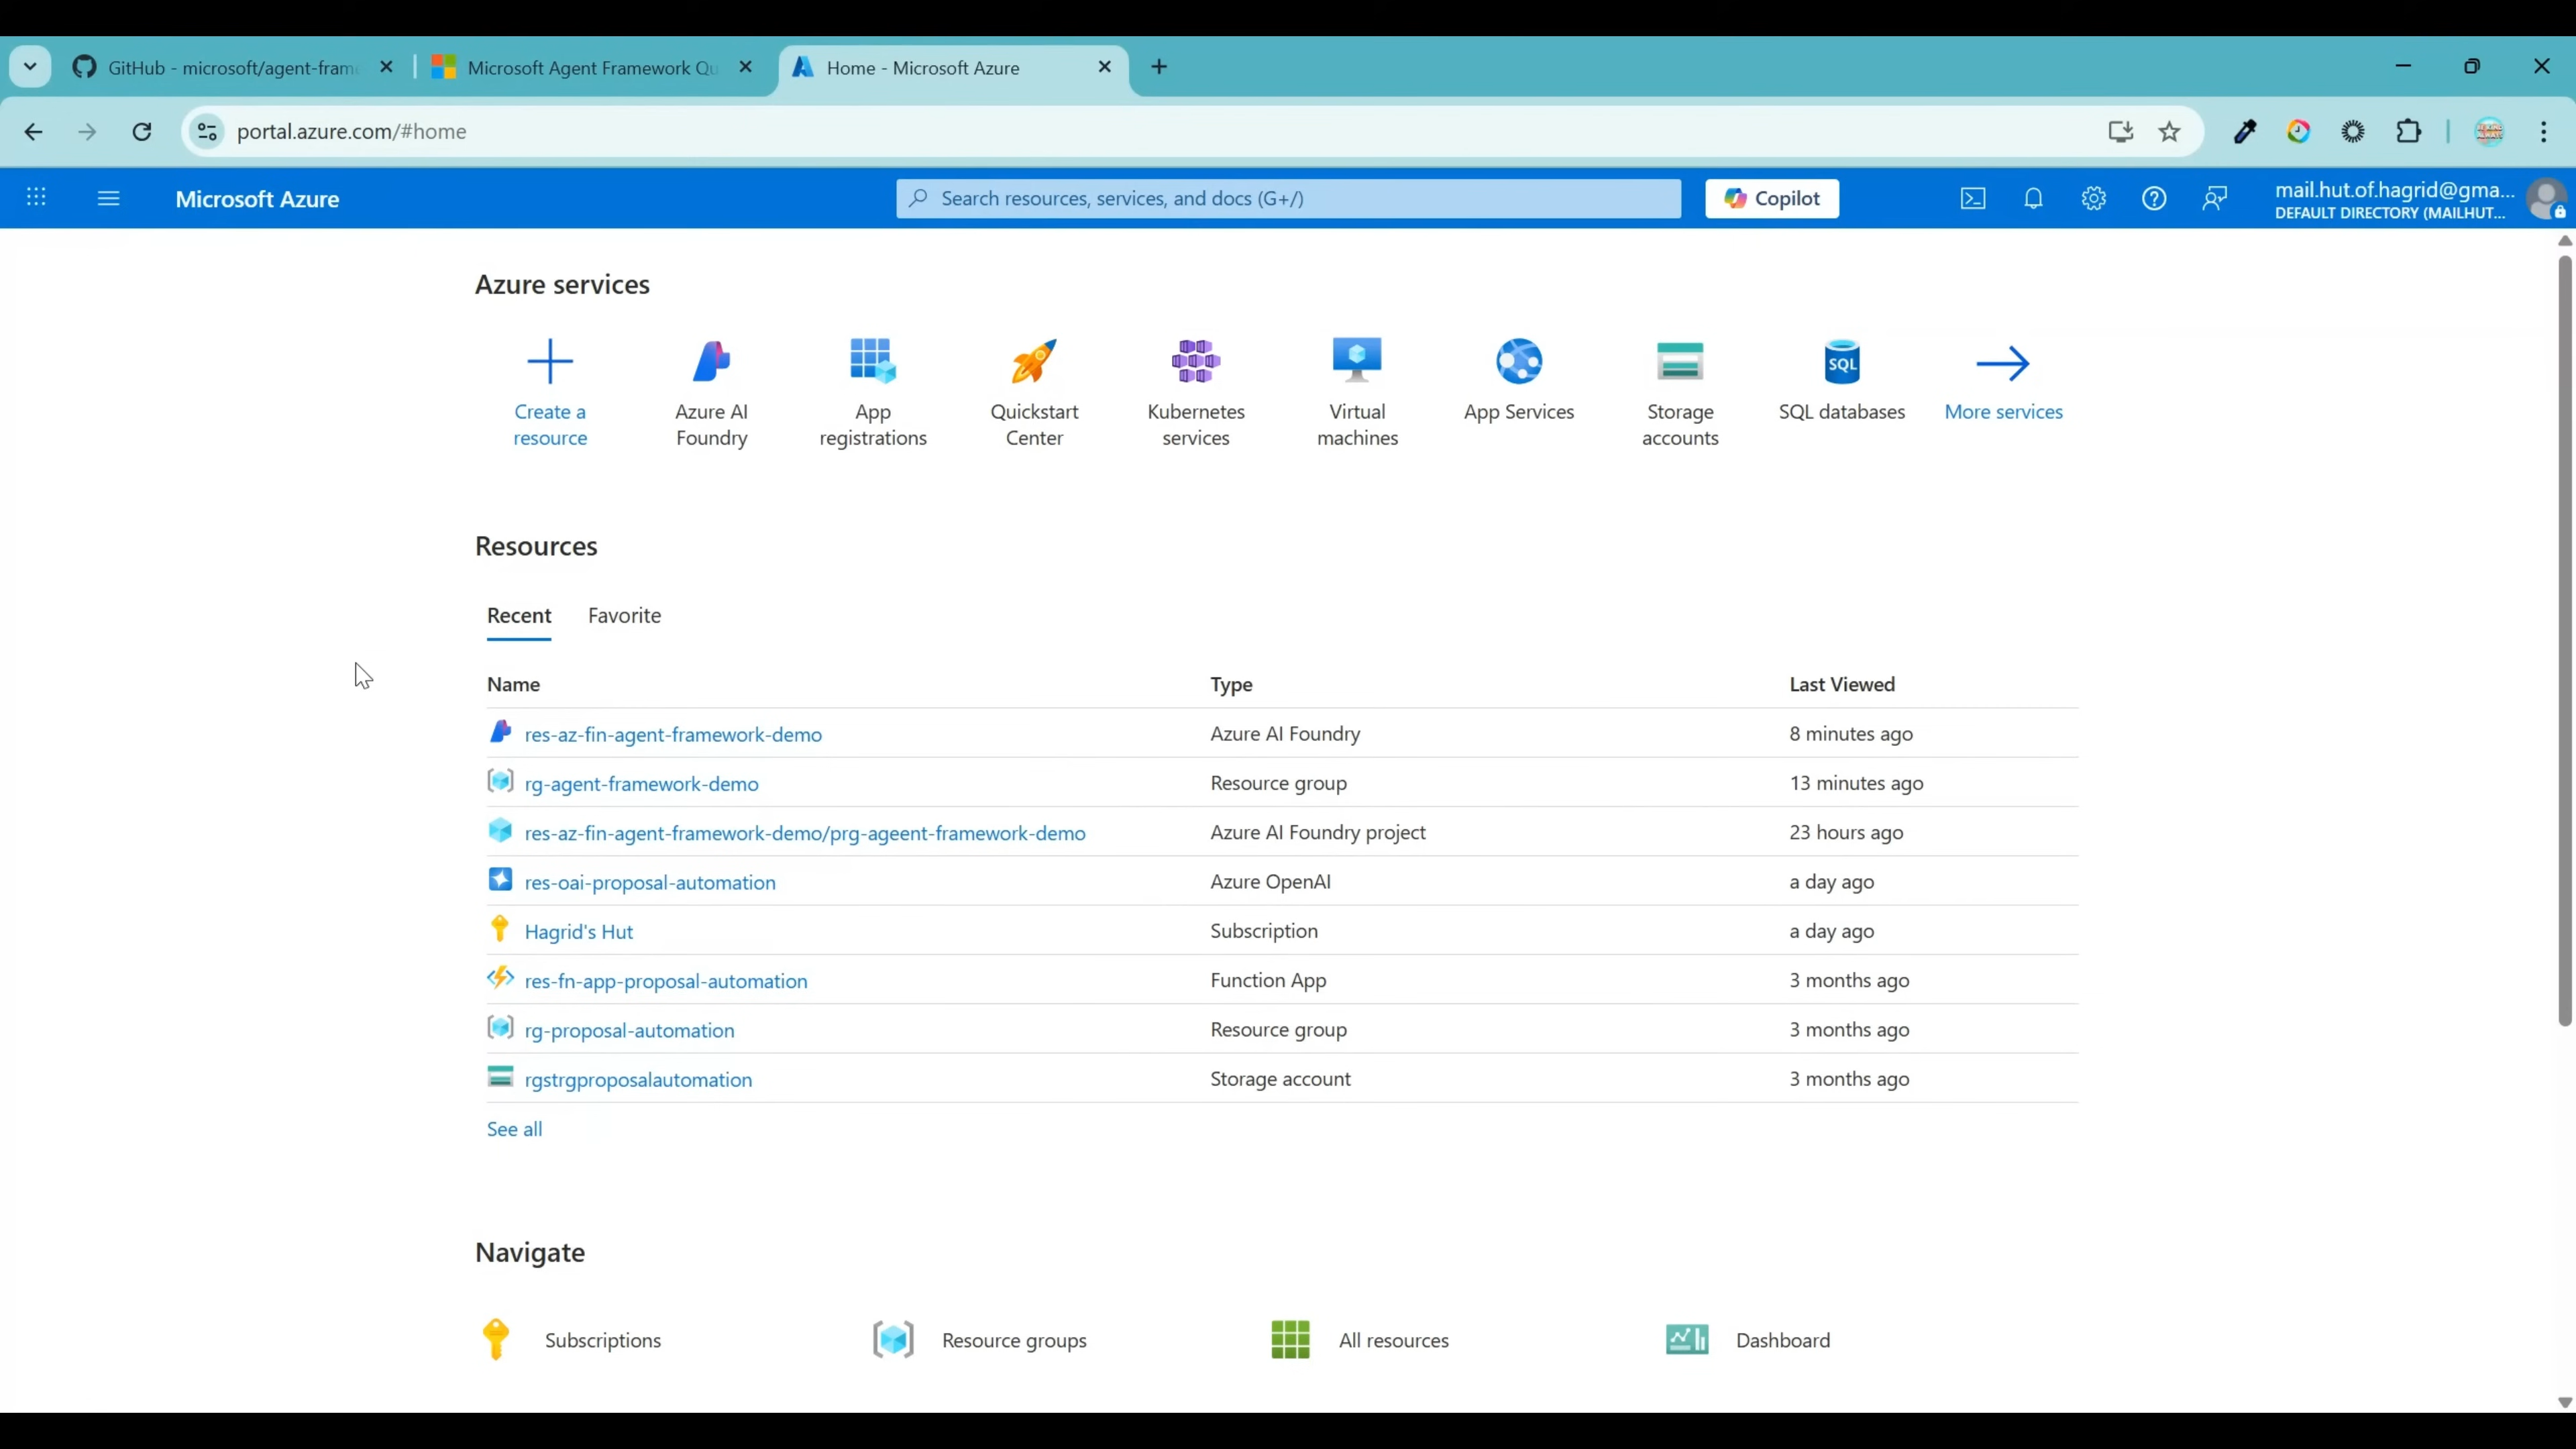 GitHub - microsoft/agent-frame
Microsoft Agent Framework Qu
Home - Microsoft Azure
portal.azure.com/#home
Microsoft Azure
Search resources, services, and docs (G+/)
Copilot
mail.hut.of.hagrid@gma...
DEFAULT DIRECTORY (MAILHUT...
Azure services
Create a
resource
Azure AI
Foundry
App
registrations
Quickstart
Center
Kubernetes
services
Virtual
machines
App Services
Storage
accounts
SQL
SQL databases
More services
Resources
Recent Favorite
Name Type Last Viewed
res-az-fin-agent-framework-demo Azure AI Foundry 8 minutes ago
rg-agent-framework-demo Resource group 13 minutes ago
res-az-fin-agent-framework-demo/prg-ageent-framework-demo Azure AI Foundry project 23 hours ago
res-oai-proposal-automation Azure OpenAI a day ago
Hagrid's Hut Subscription a day ago
res-fn-app-proposal-automation Function App 3 months ago
rg-proposal-automation Resource group 3 months ago
rgstrgproposalautomation Storage account 3 months ago
See all
Navigate
Subscriptions Resource groups All resources Dashboard